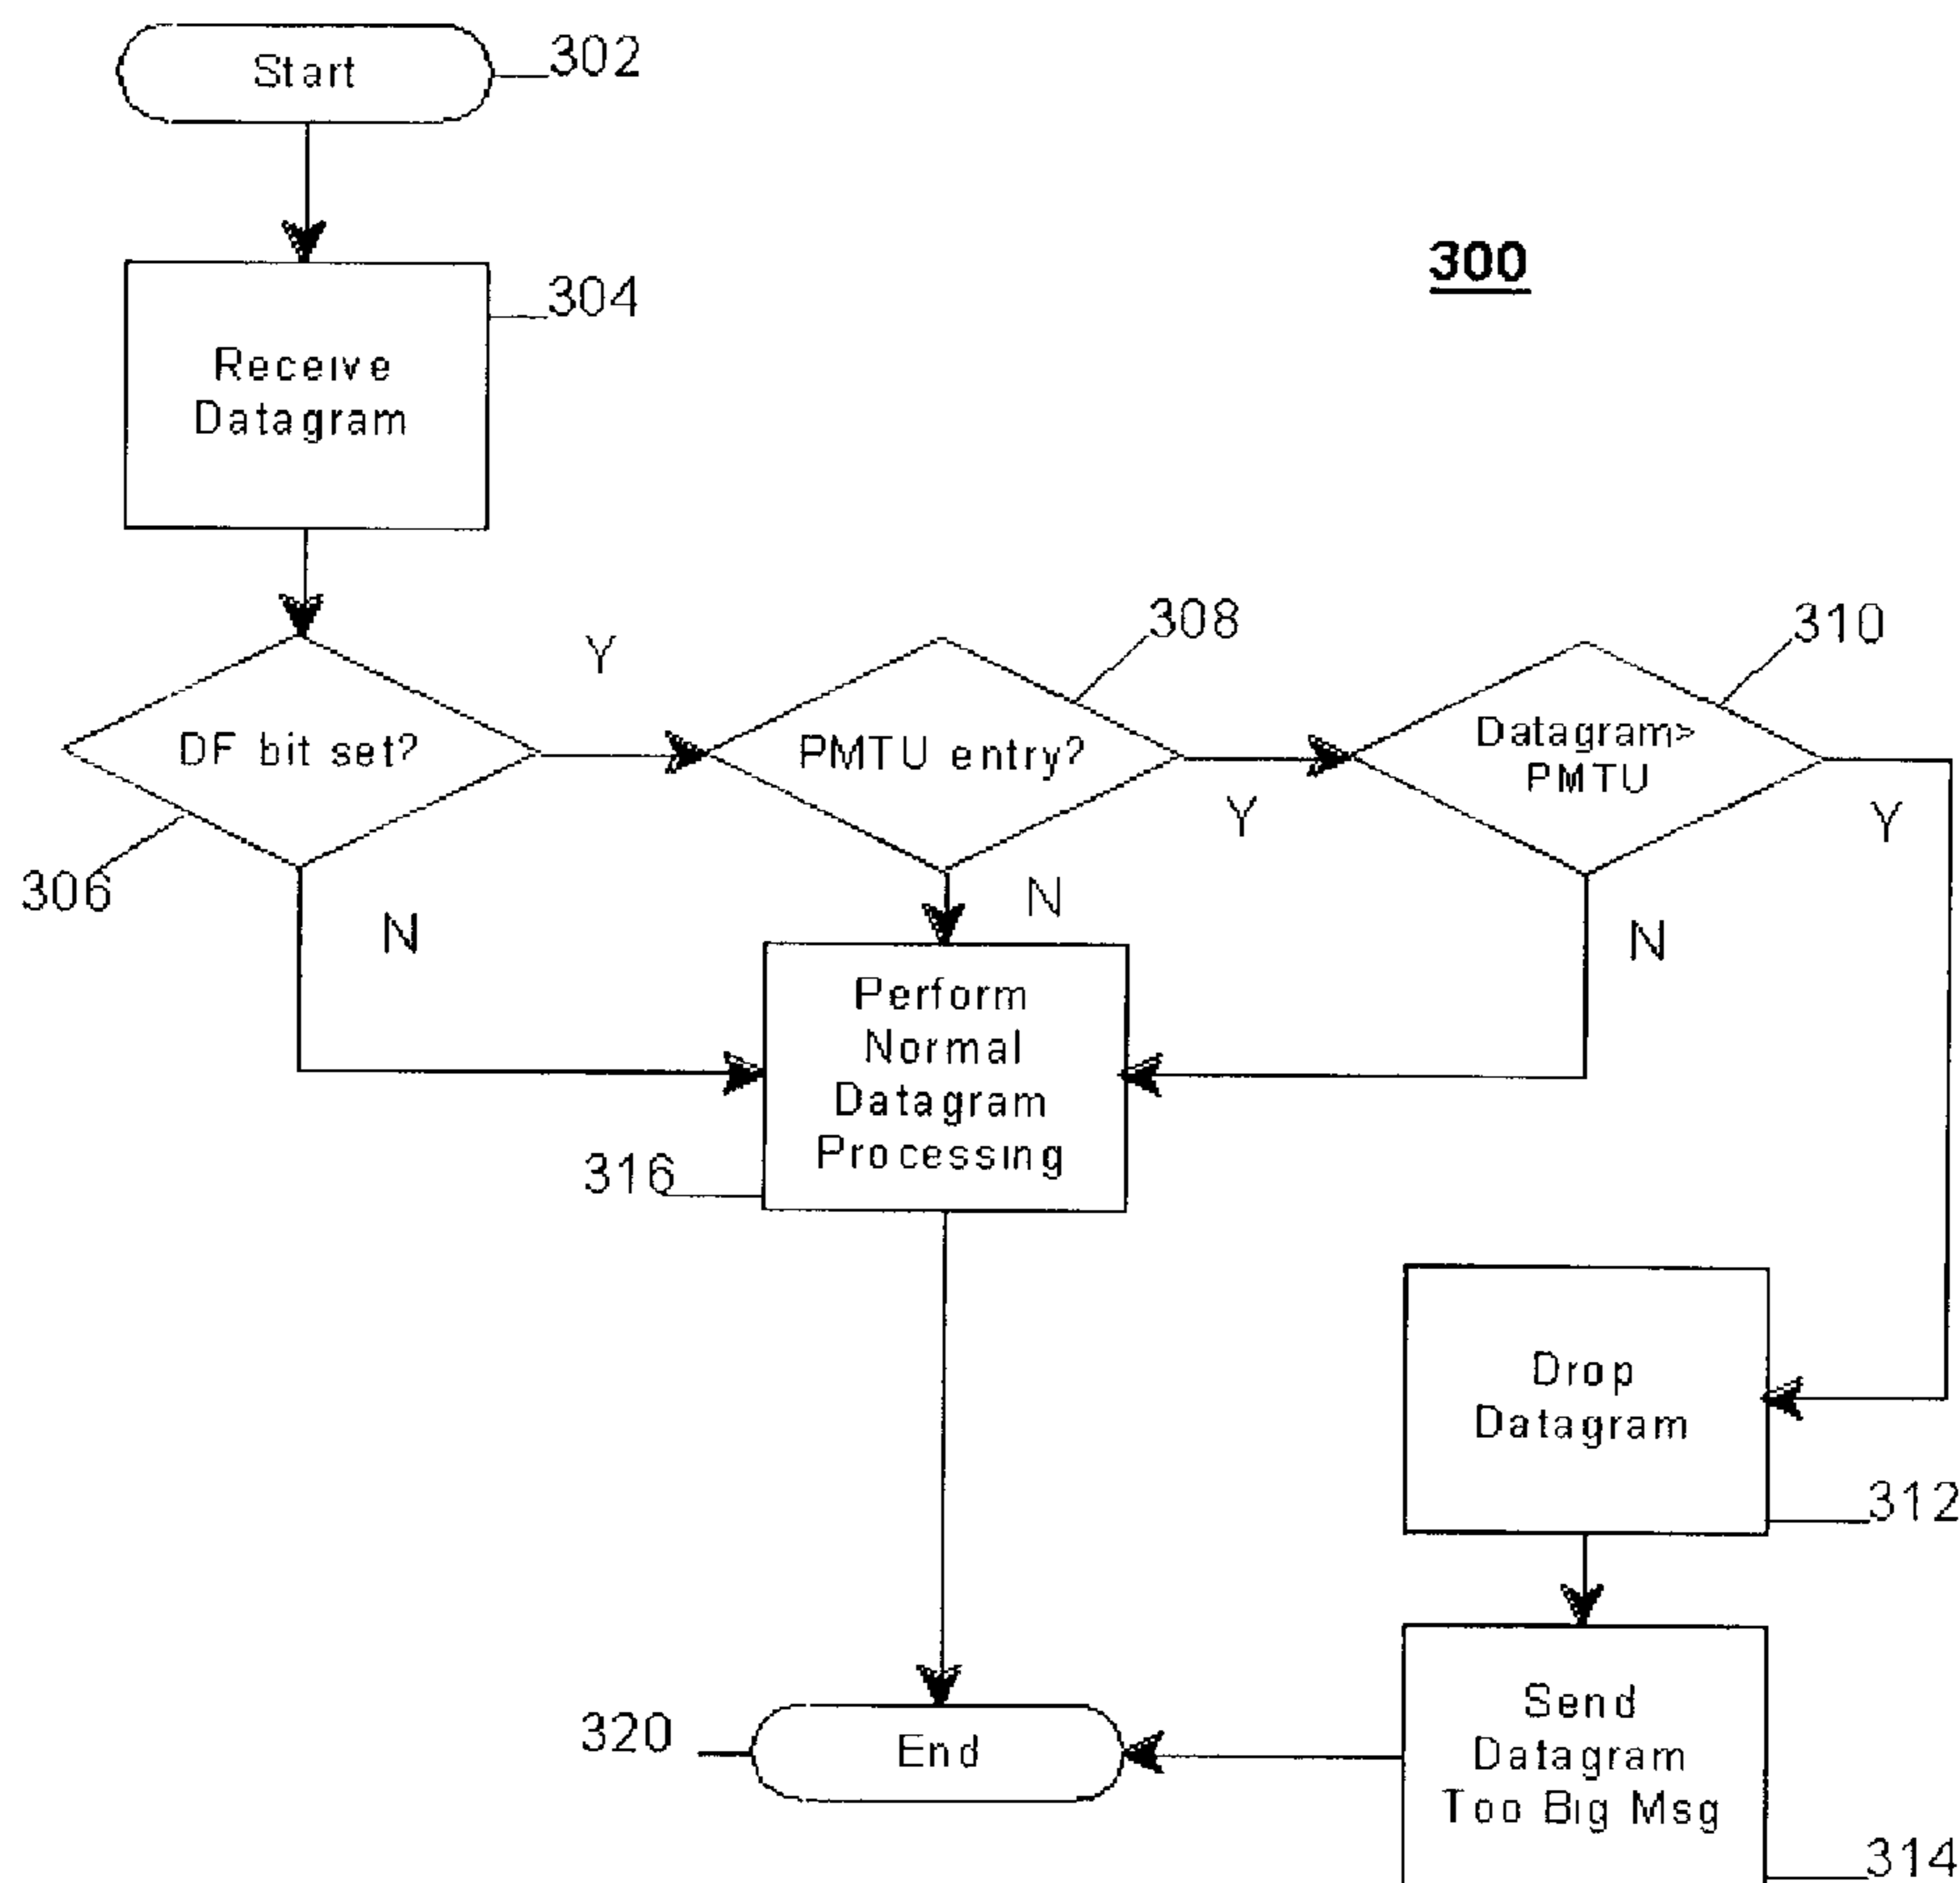 Start
302
300
Receive
Datagram
304
DF bit set?
306
Y
N
PMTU entry?
308
Y
N
Datagram>
PMTU
310
Y
N
Perform
Normal
Datagram
Processing
316
Drop
Datagram
312
Send
Datagram
Too Big Msg
314
End
320